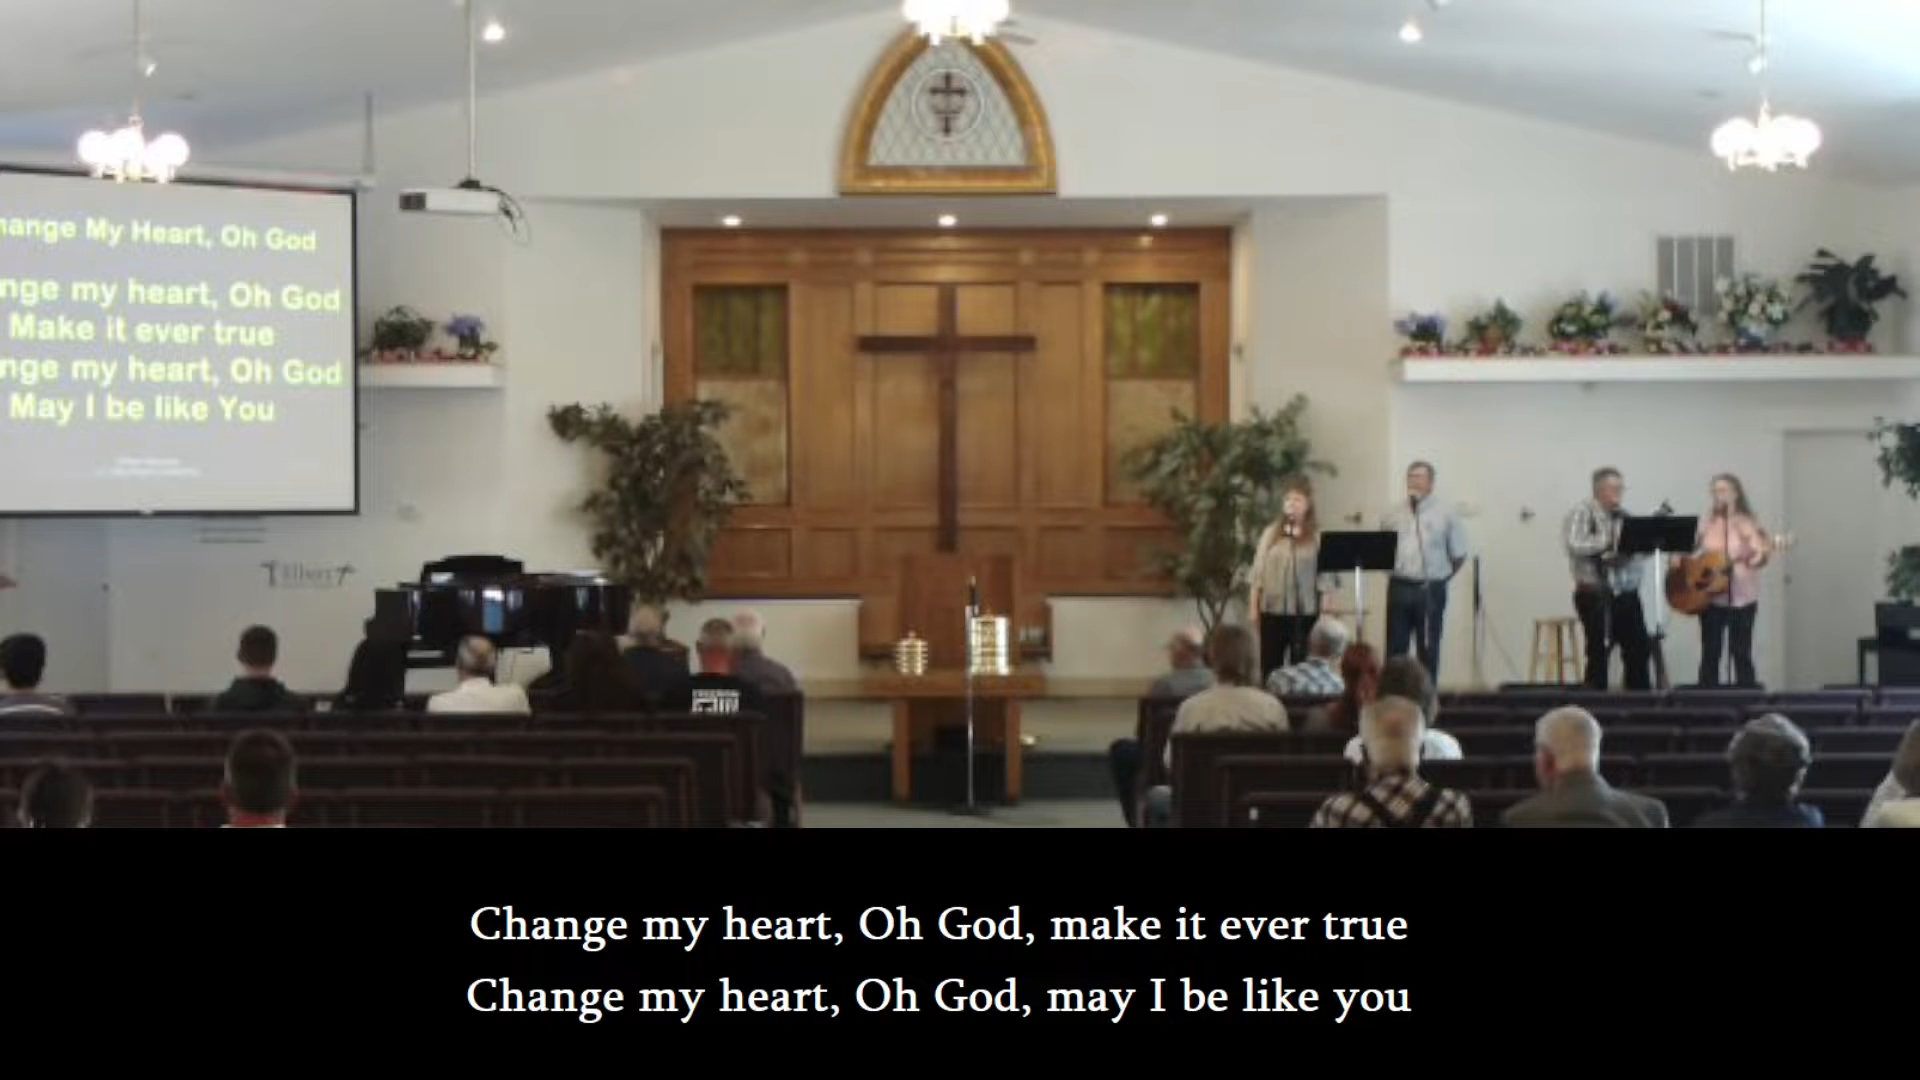 hange My Heart, Oh God
nge my heart, Oh God
Make it ever true
nge my heart, Oh God
May I be like You
FREEDOM
Change my heart, Oh God, make it ever true
Change my heart, Oh God, may I be like you